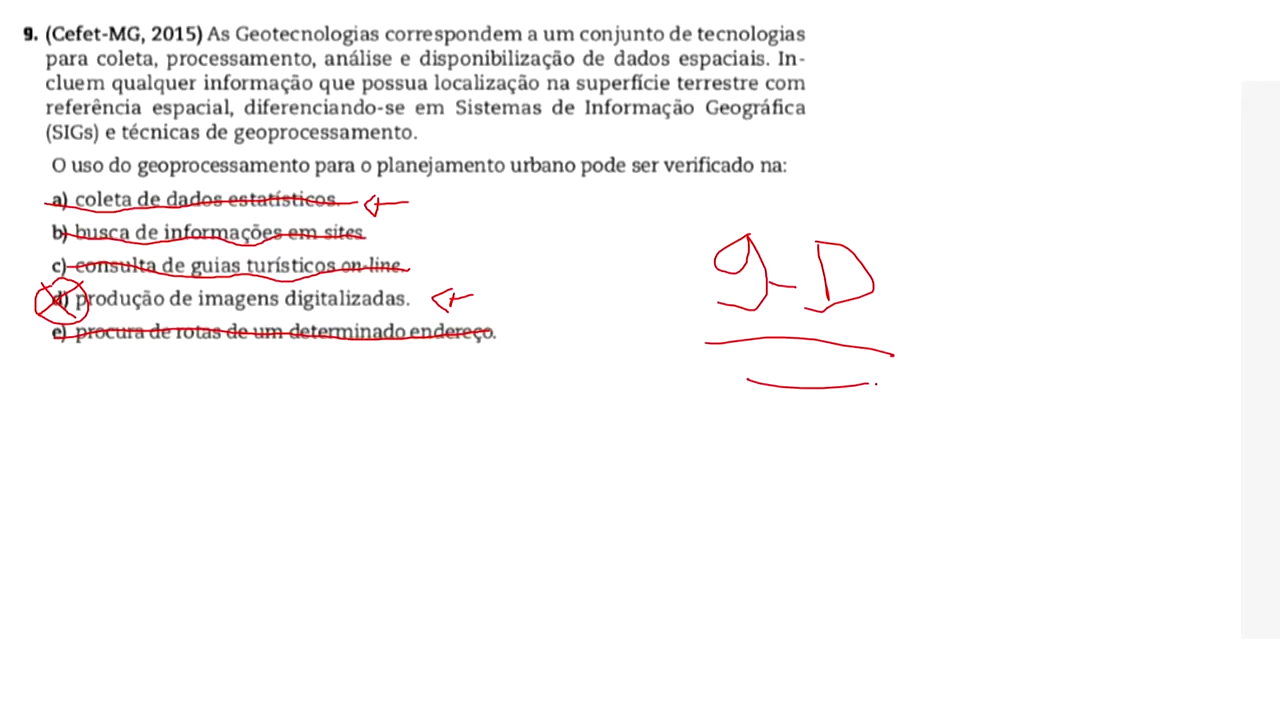 9. (Cefet-MG, 2015) As Geotecnologias correspondem a um conjunto de tecnologias
para coleta, processamento, análise e disponibilização de dados espaciais. In-
cluem qualquer informação que possua localização na superfície terrestre com
referência espacial, diferenciando-se em Sistemas de Informação Geográfica
(SIGs) e técnicas de geoprocessamento.
O uso do geoprocessamento para o planejamento urbano pode ser verificado na:
a) coleta de dados estatísticos.
b) busca de informações em sites.
c) consulta de guias turísticos on-line.
d) produção de imagens digitalizadas.
e) procura de rotas de um determinado endereço.
9-D